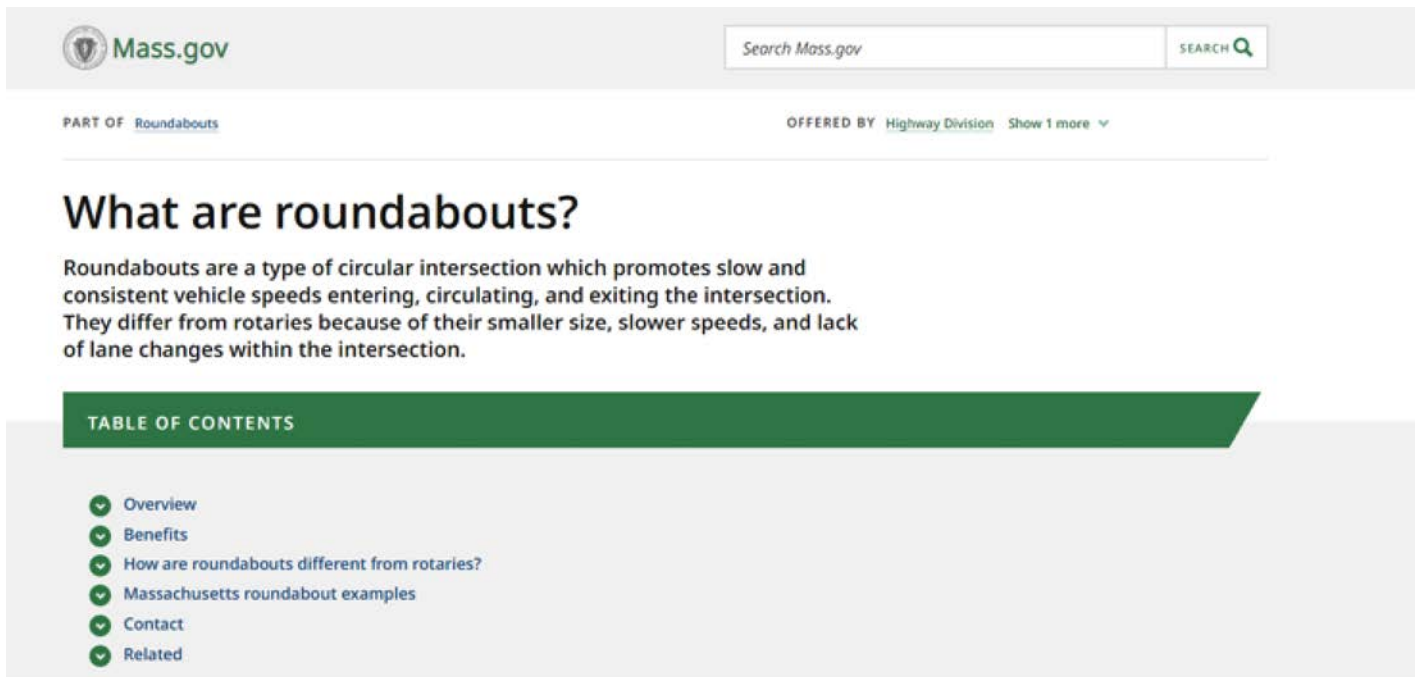 Mass.gov
Search Mass.gov
SEARCH
PART OF Roundabouts
OFFERED BY Highway Division Show 1 more
What are roundabouts?
Roundabouts are a type of circular intersection which promotes slow and
consistent vehicle speeds entering, circulating, and exiting the intersection.
They differ from rotaries because of their smaller size, slower speeds, and lack
of lane changes within the intersection.
TABLE OF CONTENTS
Overview
Benefits
How are roundabouts different from rotaries?
Massachusetts roundabout examples
Contact
Related